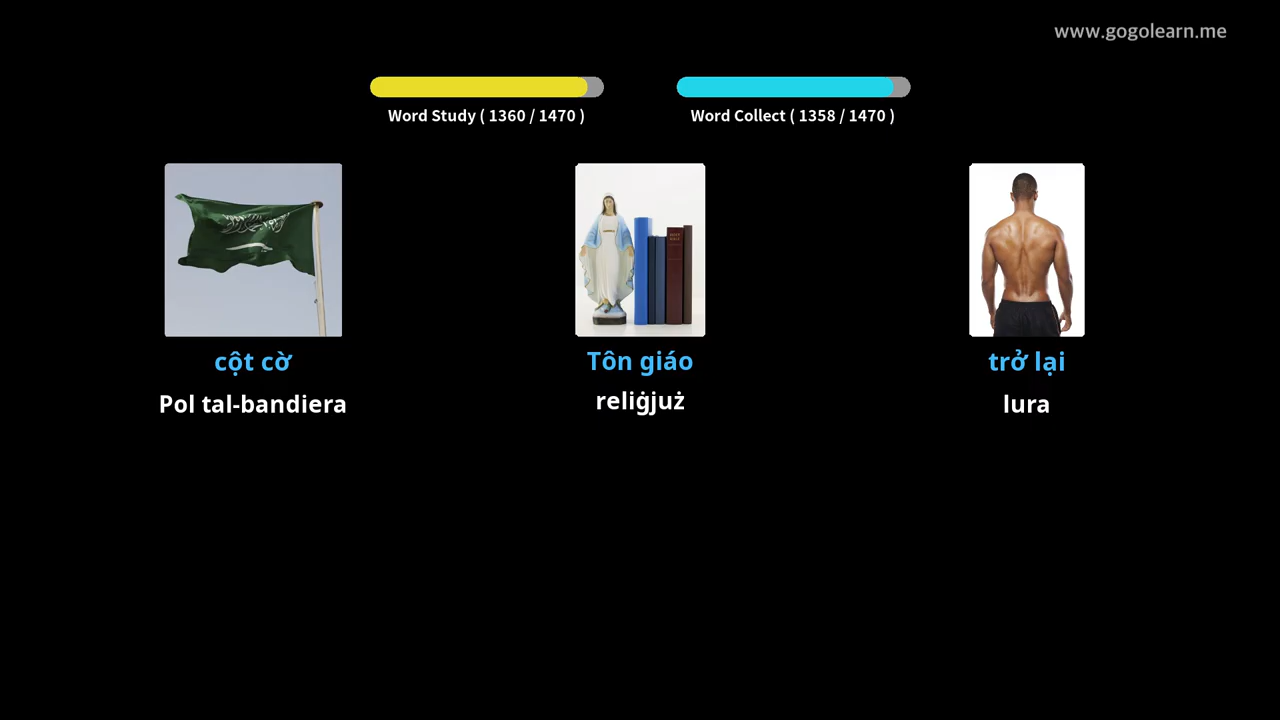 www.gogolearn.me
Word Study ( 1360 / 1470 )
Word Collect ( 1358 / 1470 )
cột cờ
Tôn giáo
trở lại
Pol tal-bandiera
reliġjuż
lura